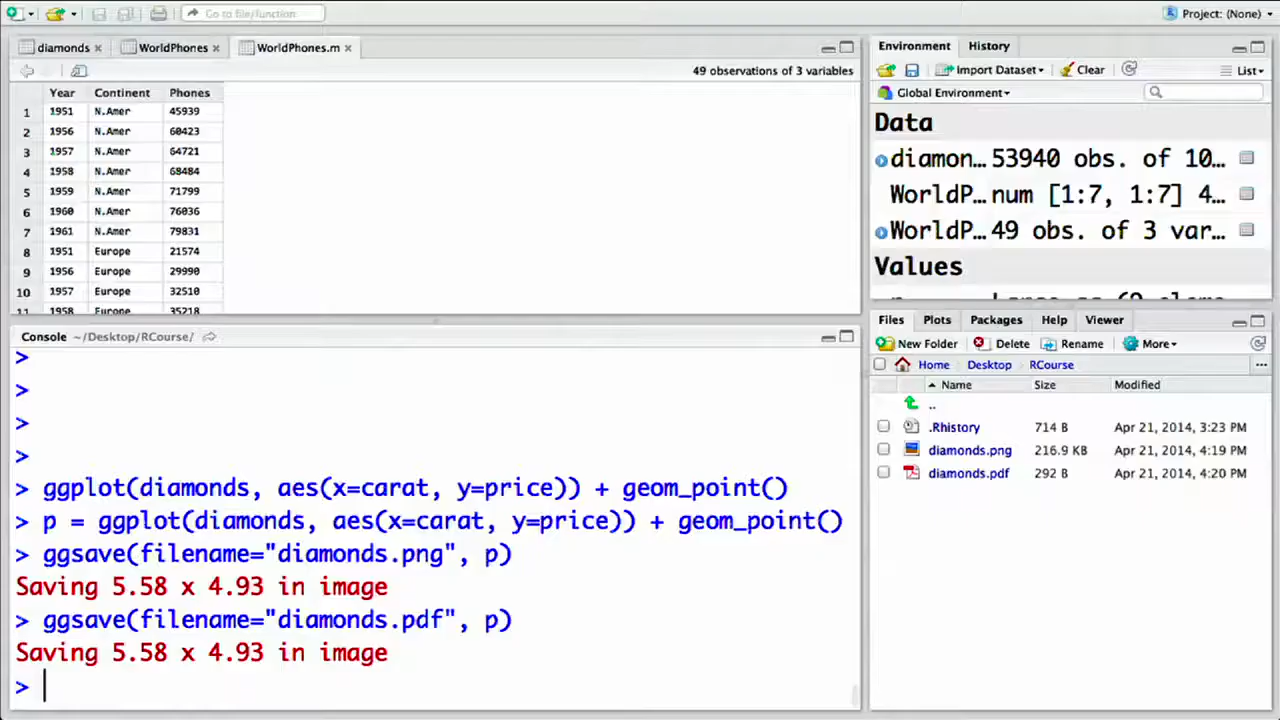 Go to file/function
Project: (None)
diamonds
WorldPhones
WorldPhones.m
49 observations of 3 variables
Year Continent Phones
1 1951 N.Amer 45939
2 1956 N.Amer 60423
3 1957 N.Amer 64721
4 1958 N.Amer 68484
5 1959 N.Amer 71799
6 1960 N.Amer 76036
7 1961 N.Amer 79831
8 1951 Europe 21574
9 1956 Europe 29990
10 1957 Europe 32510
11 1958 Europe 35218
Console ~/Desktop/RCourse/
>
>
>
>
> ggplot(diamonds, aes(x=carat, y=price)) + geom_point()
> p = ggplot(diamonds, aes(x=carat, y=price)) + geom_point()
> ggsave(filename="diamonds.png", p)
Saving 5.58 x 4.93 in image
> ggsave(filename="diamonds.pdf", p)
Saving 5.58 x 4.93 in image
>
Environment History
Import Dataset Clear List
Global Environment
Data
diamon... 53940 obs. of 10...
WorldP... num [1:7, 1:7] 4...
WorldP... 49 obs. of 3 var...
Values
Files Plots Packages Help Viewer
New Folder Delete Rename More
Home Desktop RCourse ...
Name Size Modified
..
.Rhistory 714 B Apr 21, 2014, 3:23 PM
diamonds.png 216.9 KB Apr 21, 2014, 4:19 PM
diamonds.pdf 292 B Apr 21, 2014, 4:20 PM